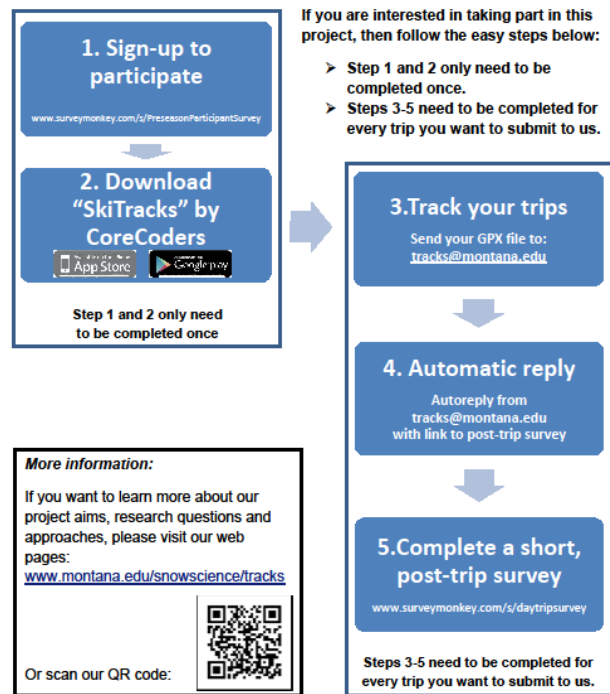 If you are interested in taking part in this
project, then follow the easy steps below:
➤ Step 1 and 2 only need to be
completed once.
➤ Steps 3-5 need to be completed for
every trip you want to submit to us.
1. Sign-up to
participate
www.surveymonkey.com/s/PreseasonParticipantSurvey
2. Download
“SkiTracks” by
CoreCoders
App Store
Google play
Step 1 and 2 only need
to be completed once
3.Track your trips
Send your GPX file to:
tracks@montana.edu
4. Automatic reply
Autoreply from
tracks@montana.edu
with link to post-trip survey
5.Complete a short,
post-trip survey
www.surveymonkey.com/s/daytripsurvey
Steps 3-5 need to be completed for
every trip you want to submit to us.
More information:
If you want to learn more about our
project aims, research questions and
approaches, please visit our web
pages:
www.montana.edu/snowscience/tracks
Or scan our QR code: